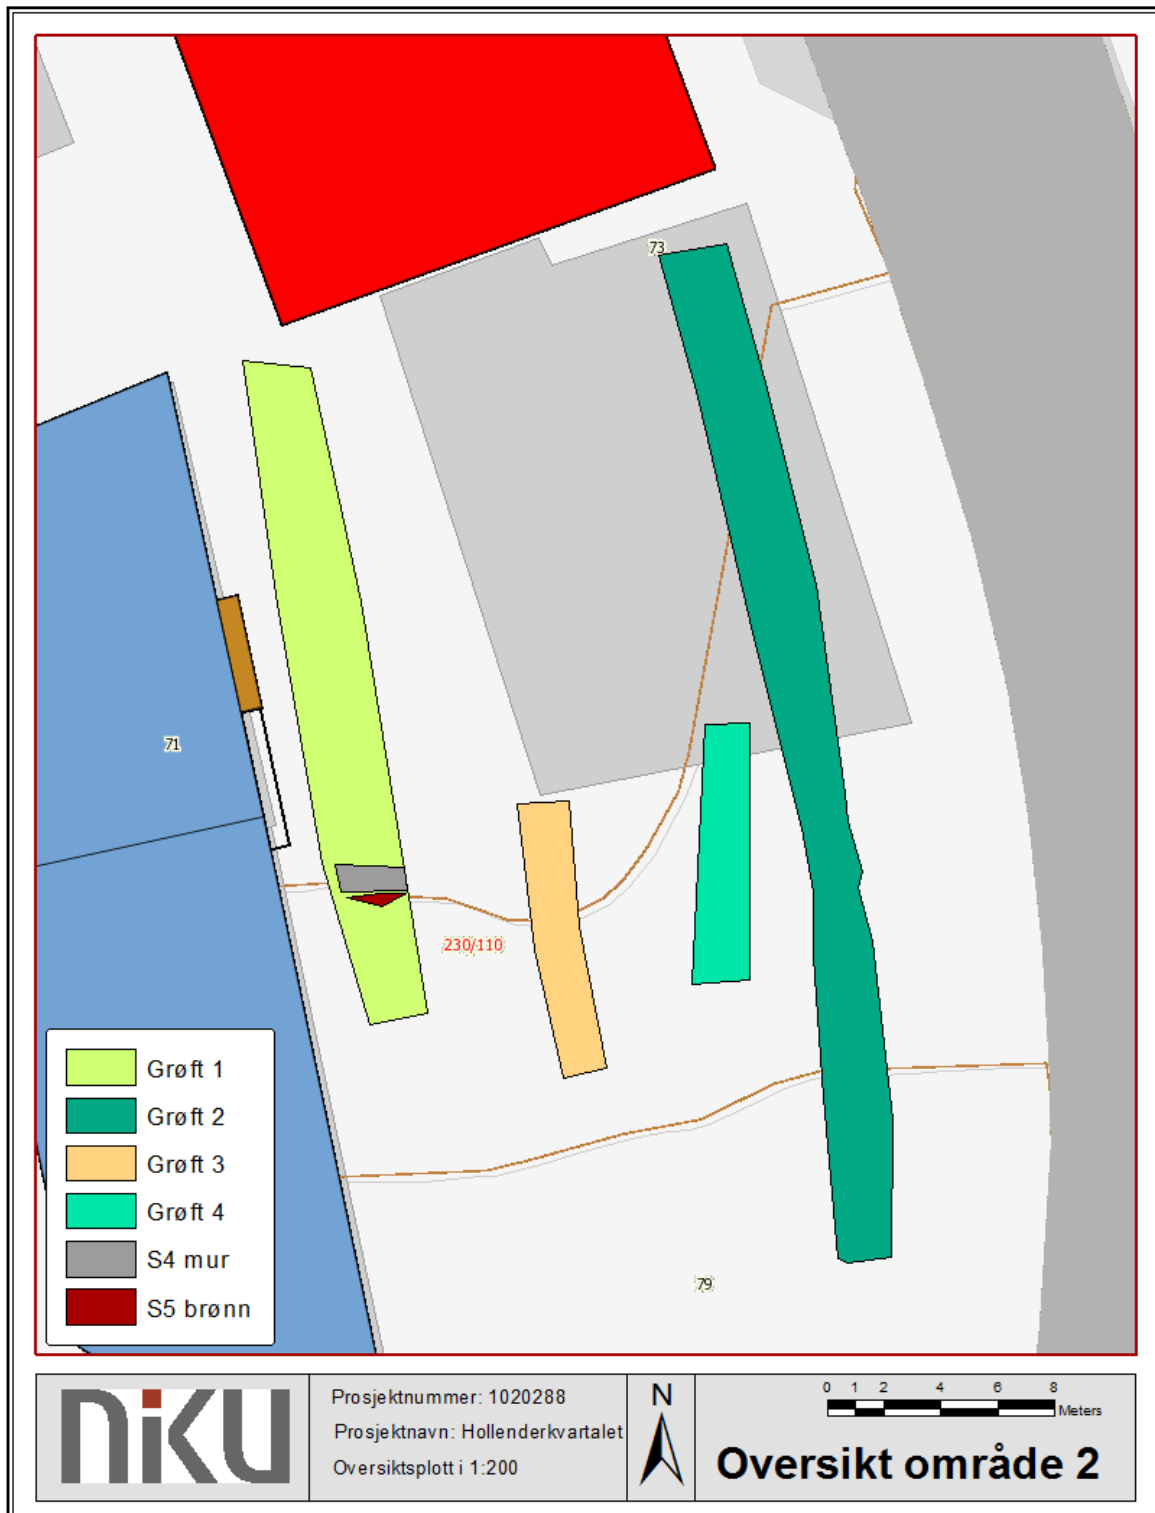 73
71
230/110
79
Grøft 1
Grøft 2
Grøft 3
Grøft 4
S4 mur
S5 brønn
niku
Prosjektnummer: 1020288
Prosjektnavn: Hollenderkvartalet
Oversiktsplott i 1:200
N
0 1 2 4 6 8
Meters
Oversikt område 2